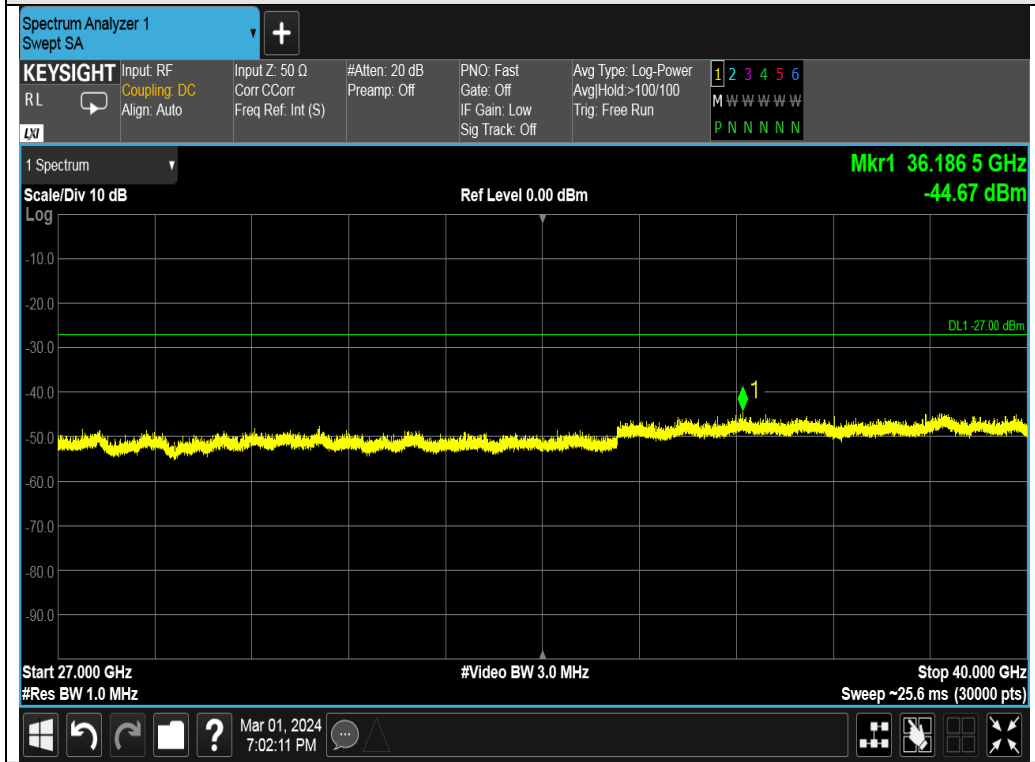 Spectrum Analyzer 1
Swept SA
+
KEYSIGHT
R L
LXI
Input: RF
Coupling: DC
Align: Auto
Input Z: 50 Ω
Corr CCorr
Freq Ref: Int (S)
#Atten: 20 dB
Preamp: Off
PNO: Fast
Gate: Off
IF Gain: Low
Sig Track: Off
Avg Type: Log-Power
Avg|Hold:>100/100
Trig: Free Run
1 2 3 4 5 6
M W W W W W
P N N N N N
1 Spectrum
Mkr1 36.186 5 GHz
-44.67 dBm
Scale/Div 10 dB
Ref Level 0.00 dBm
Log
-10.0
-20.0
DL1 -27.00 dBm
-30.0
-40.0
1
-50.0
-60.0
-70.0
-80.0
-90.0
Start 27.000 GHz
#Video BW 3.0 MHz
Stop 40.000 GHz
#Res BW 1.0 MHz
Sweep ~25.6 ms (30000 pts)
?
Mar 01, 2024
7:02:11 PM